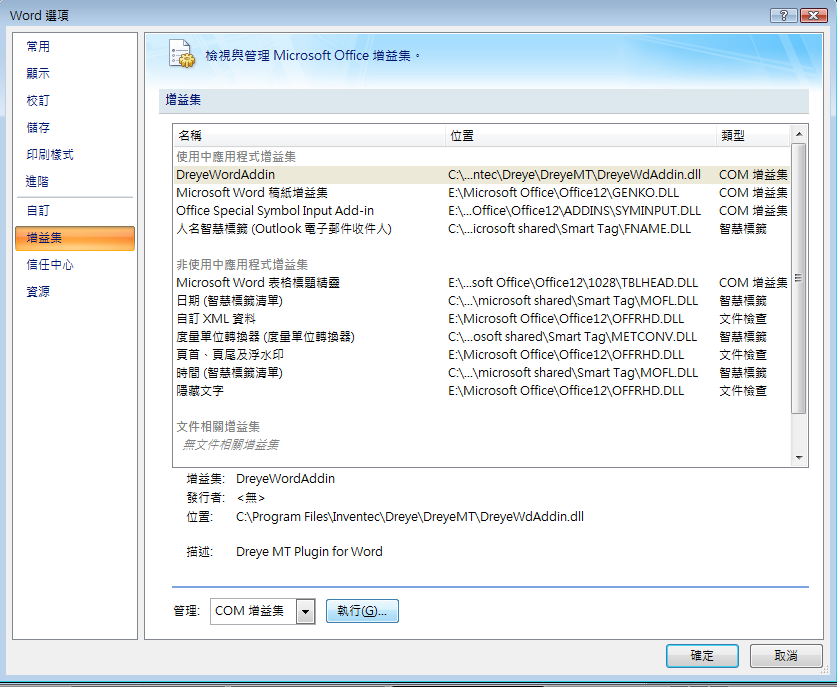 Word 選項
常用
顯示
校訂
儲存
印刷樣式
進階
自訂
增益集
信任中心
資源
檢視與管理 Microsoft Office 增益集。
增益集
名稱 位置 類型
使用中應用程式增益集
DreyeWordAddin C:\...ntec\Dreye\DreyeMT\DreyeWdAddin.dll COM 增益集
Microsoft Word 稿紙增益集 E:\Microsoft Office\Office12\GENKO.DLL COM 增益集
Office Special Symbol Input Add-in E:\...Office\Office12\ADDINS\SYMINPUT.DLL COM 增益集
人名智慧標籤 (Outlook 電子郵件收件人) C:\...icrosoft shared\Smart Tag\FNAME.DLL 智慧標籤
非使用中應用程式增益集
Microsoft Word 表格標題精靈 E:\...soft Office\Office12\1028\TBLHEAD.DLL COM 增益集
日期 (智慧標籤清單) C:\...\microsoft shared\Smart Tag\MOFL.DLL 智慧標籤
自訂 XML 資料 E:\Microsoft Office\Office12\OFFRHD.DLL 文件檢查
度量單位轉換器 (度量單位轉換器) C:\...osoft shared\Smart Tag\METCONV.DLL 智慧標籤
頁首、頁尾及浮水印 E:\Microsoft Office\Office12\OFFRHD.DLL 文件檢查
時間 (智慧標籤清單) C:\...\microsoft shared\Smart Tag\MOFL.DLL 智慧標籤
隱藏文字 E:\Microsoft Office\Office12\OFFRHD.DLL 文件檢查
文件相關增益集
無文件相關增益集
增益集: DreyeWordAddin
發行者: <無>
位置: C:\Program Files\Inventec\Dreye\DreyeMT\DreyeWdAddin.dll
描述: Dreye MT Plugin for Word
管理: COM 增益集 執行(G)...
確定 取消